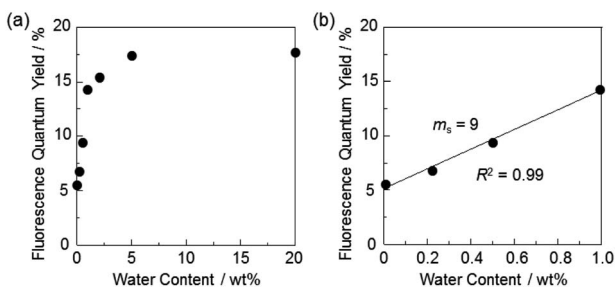 (a)
Fluorescence Quantum Yield / %
20
15
10
5
0
0 5 10 15 20
Water Content / wt%
(b)
Fluorescence Quantum Yield / %
20
15
10
5
0
mₛ = 9
R² = 0.99
0 0.2 0.4 0.6 0.8 1.0
Water Content / wt%